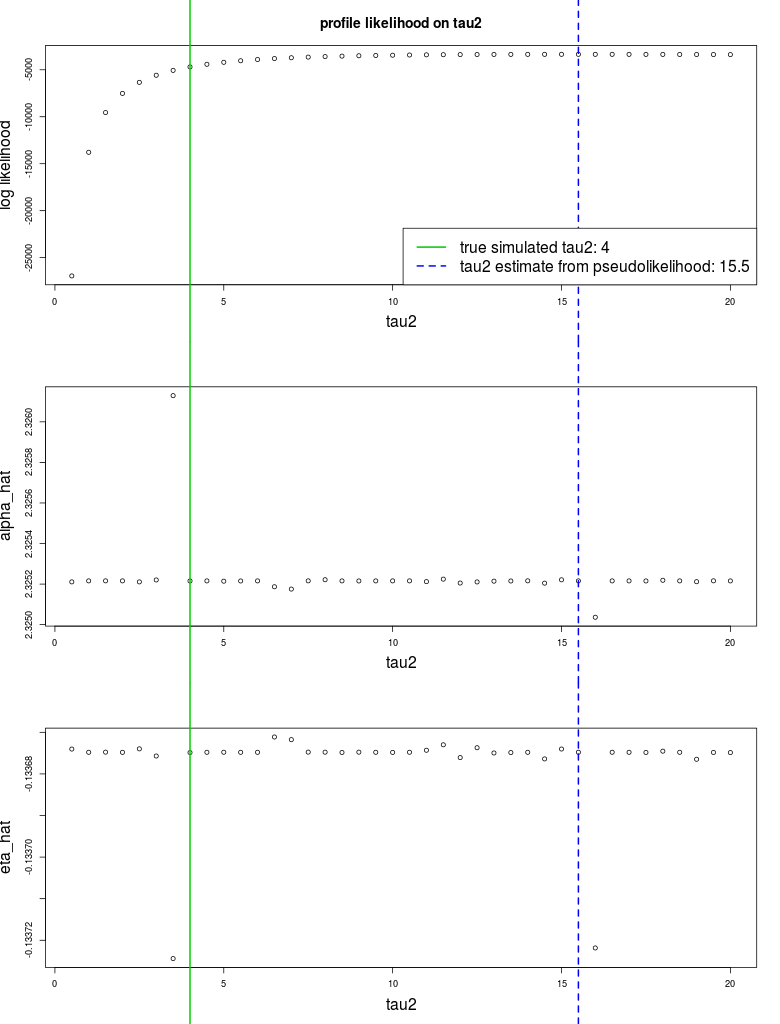 profile likelihood on tau2
log likelihood
-5000
-10000
-15000
-20000
-25000
true simulated tau2: 4
tau2 estimate from pseudolikelihood: 15.5
0 5 10 15 20
tau2
alpha_hat
2.3260
2.3258
2.3256
2.3254
2.3252
2.3250
0 5 10 15 20
tau2
eta_hat
-0.13368
-0.13370
-0.13372
0 5 10 15 20
tau2